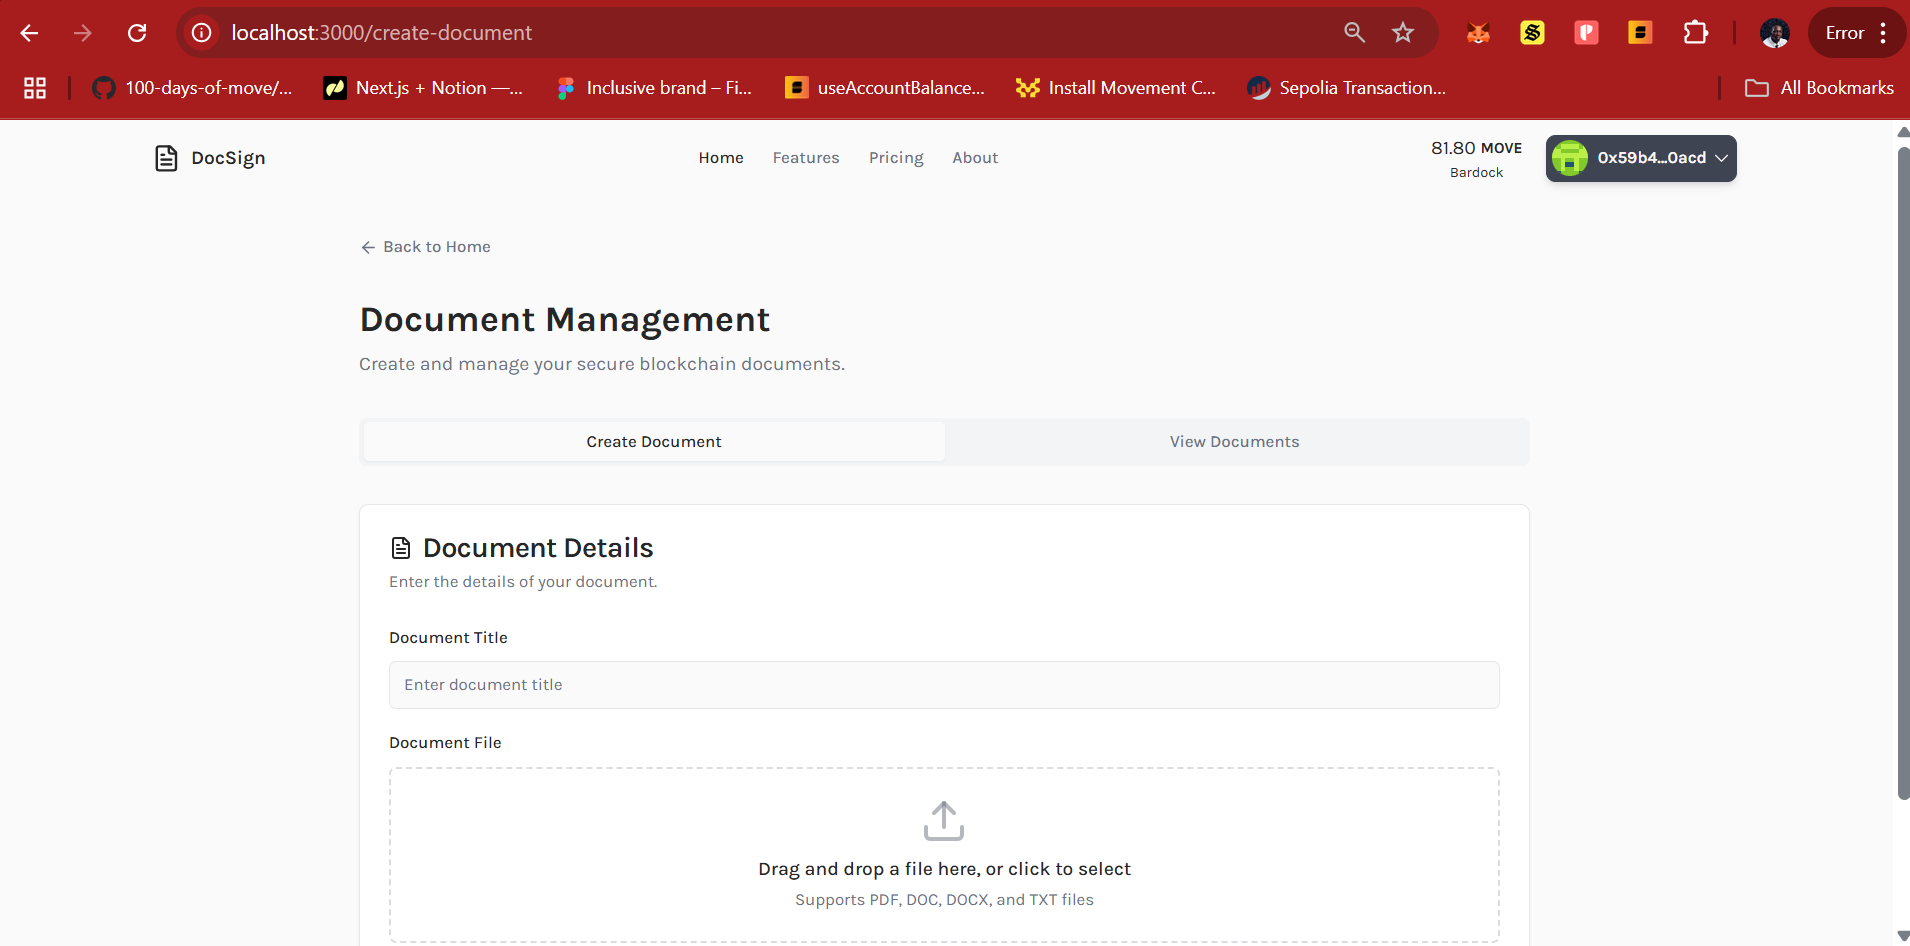 localhost:3000/create-document
Error
100-days-of-move/...
Next.js + Notion —...
Inclusive brand – Fi...
useAccountBalance...
Install Movement C...
Sepolia Transaction...
All Bookmarks
DocSign
Home
Features
Pricing
About
81.80 MOVE
Bardock
0x59b4...0acd
Back to Home
Document Management
Create and manage your secure blockchain documents.
Create Document
View Documents
Document Details
Enter the details of your document.
Document Title
Enter document title
Document File
Drag and drop a file here, or click to select
Supports PDF, DOC, DOCX, and TXT files